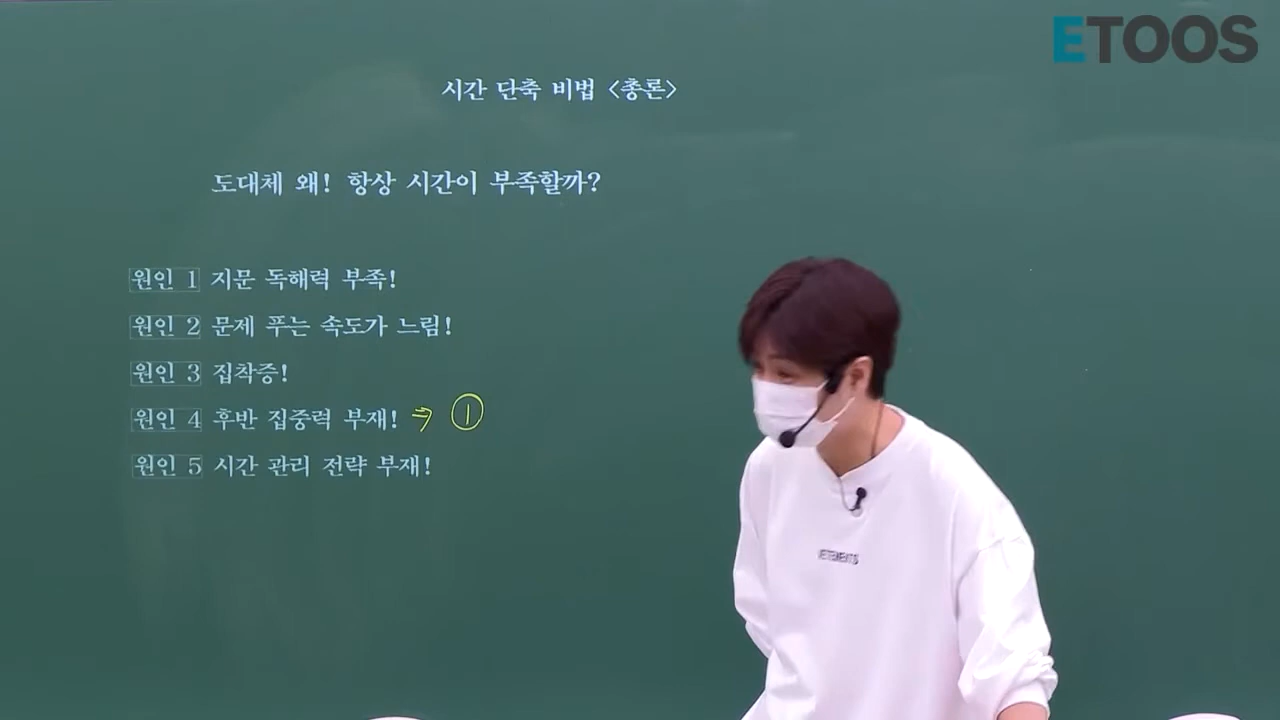 ETOOS
시간 단축 비법 <총론>
도대체 왜! 항상 시간이 부족할까?
원인 1 지문 독해력 부족!
원인 2 문제 푸는 속도가 느림!
원인 3 집착증!
원인 4 후반 집중력 부재! ⇒ ①
원인 5 시간 관리 전략 부재!
VETEMENTS